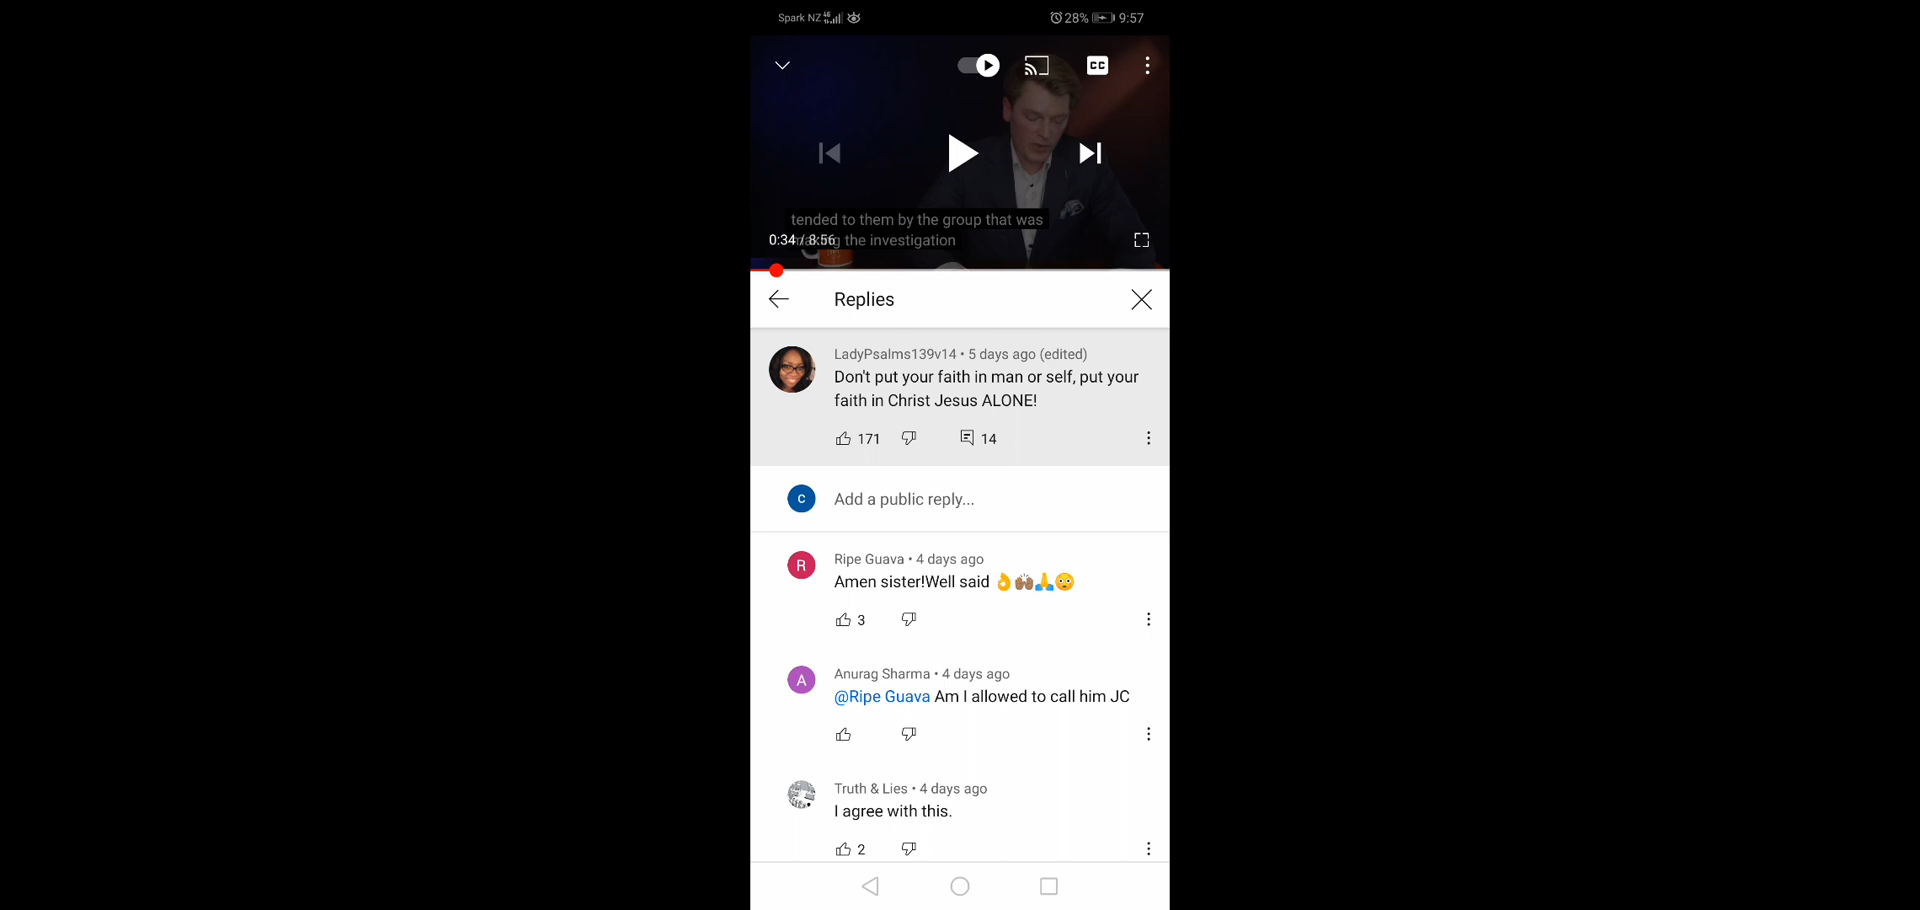 Spark NZ 28% 9:57
CC
tended to them by the group that was
0:34 / 8:56 the investigation
Replies
LadyPsalms139v14 • 5 days ago (edited)
Don't put your faith in man or self, put your
faith in Christ Jesus ALONE!
171 14
C Add a public reply...
R Ripe Guava • 4 days ago
Amen sister!Well said 👌🙌🏽🙏😳
3
A Anurag Sharma • 4 days ago
@Ripe Guava Am I allowed to call him JC
Truth & Lies • 4 days ago
I agree with this.
2